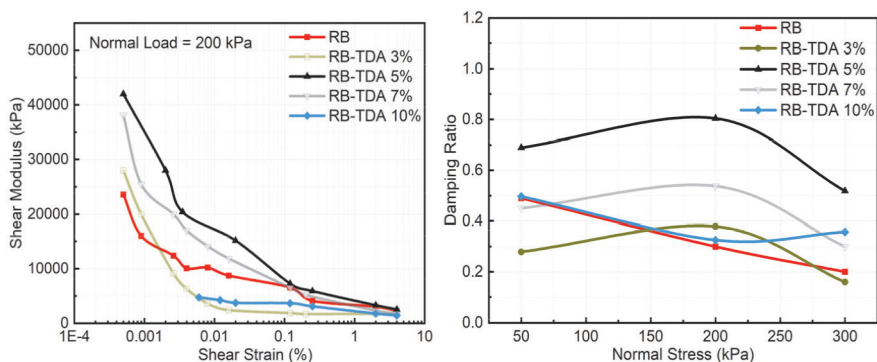 50000
40000
30000
20000
10000
0
Shear Modulus (kPa)
Normal Load = 200 kPa
RB
RB-TDA 3%
RB-TDA 5%
RB-TDA 7%
RB-TDA 10%
1E-4 0.001 0.01 0.1 1 10
Shear Strain (%)
1.2
1.0
0.8
0.6
0.4
0.2
0.0
Damping Ratio
RB
RB-TDA 3%
RB-TDA 5%
RB-TDA 7%
RB-TDA 10%
50 100 150 200 250 300
Normal Stress (kPa)